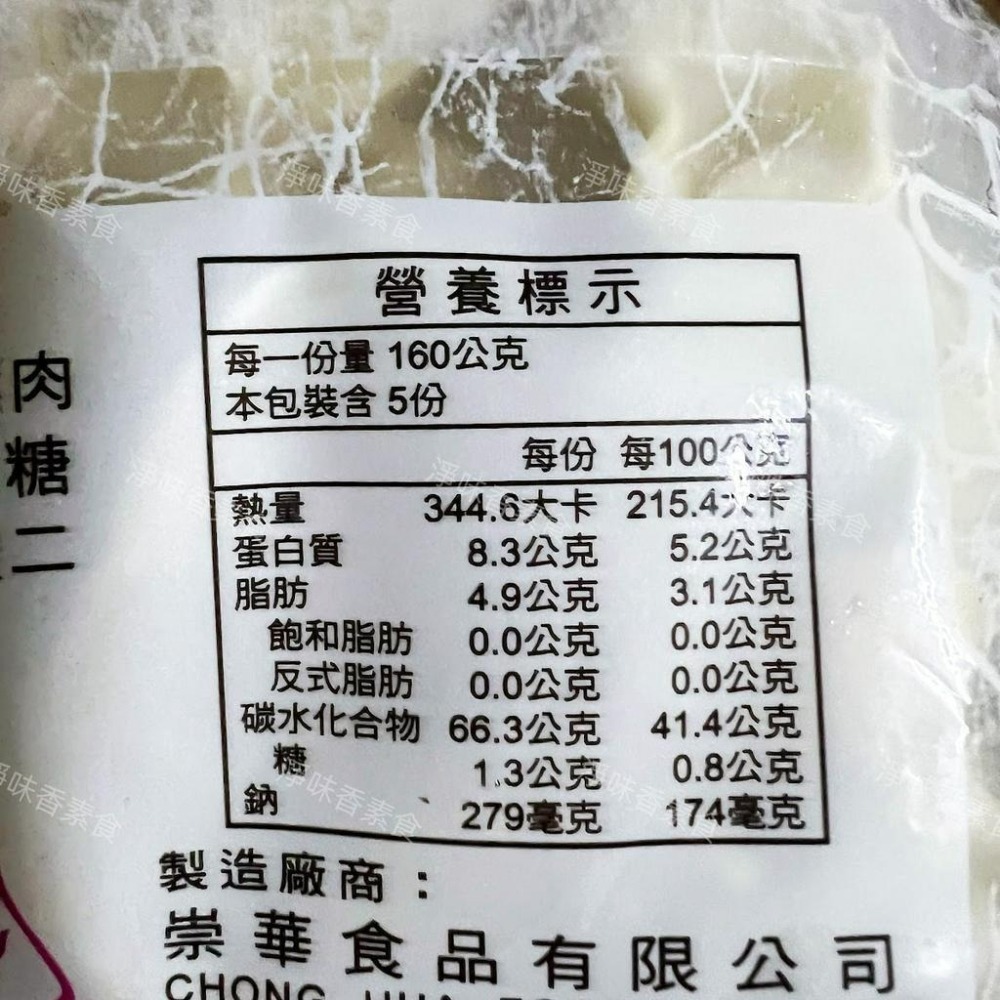 營養標示
每一份量 160公克
本包裝含 5份
每份 每100公克
熱量 344.6大卡 215.4大卡
蛋白質 8.3公克 5.2公克
脂肪 4.9公克 3.1公克
飽和脂肪 0.0公克 0.0公克
反式脂肪 0.0公克 0.0公克
碳水化合物 66.3公克 41.4公克
糖 1.3公克 0.8公克
鈉 279毫克 174毫克
製造廠商：
崇華食品有限公司
CHONG HUA
肉
糖
二
淨味香素食